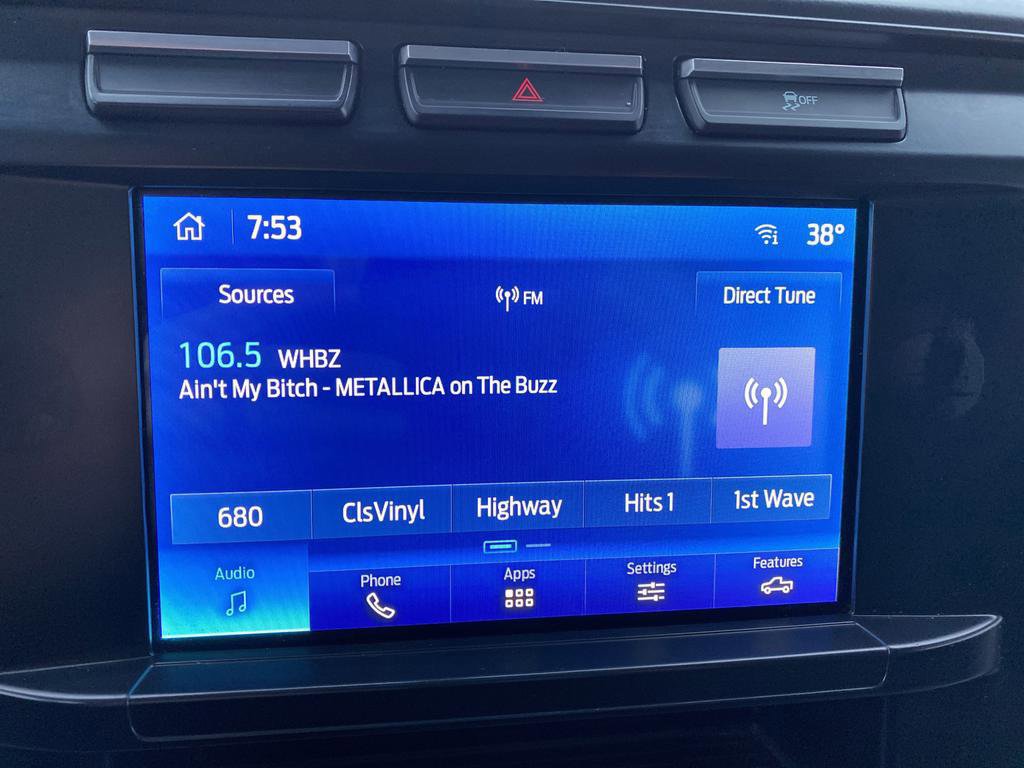 OFF
7:53
38°
Sources
FM
Direct Tune
106.5 WHBZ
Ain't My Bitch - METALLICA on The Buzz
680
ClsVinyl
Highway
Hits 1
1st Wave
Audio
Phone
Apps
Settings
Features